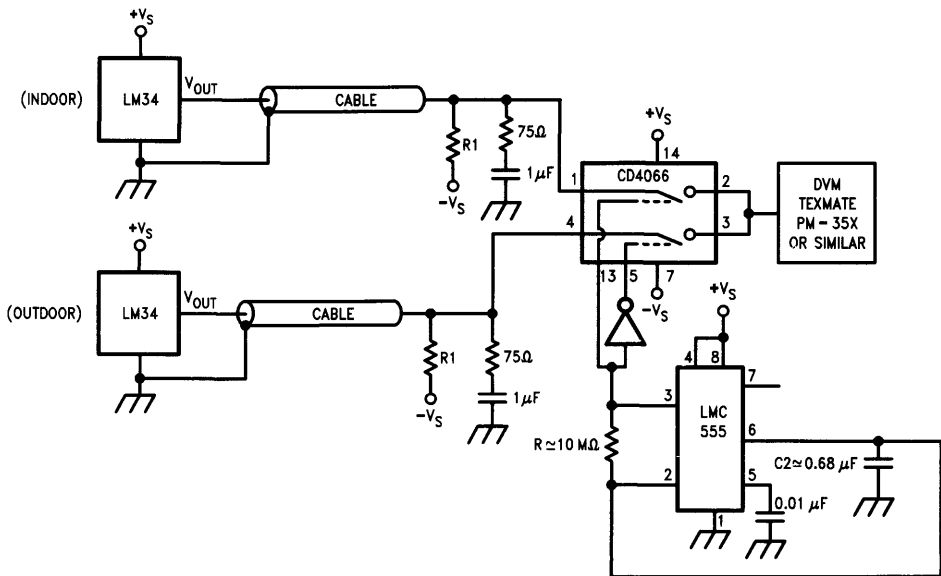 +VS
(INDOOR)
LM34
VOUT
CABLE
R1
−VS
75Ω
1 μF
+VS
14
CD4066
1
2
4
3
13
5
7
−VS
DVM
TEXMATE
PM – 35X
OR SIMILAR
+VS
(OUTDOOR)
LM34
VOUT
CABLE
R1
−VS
75Ω
1 μF
+VS
4
8
7
3
LMC
555
6
R≃10 MΩ
C2≃0.68 μF
2
5
0.01 μF
1